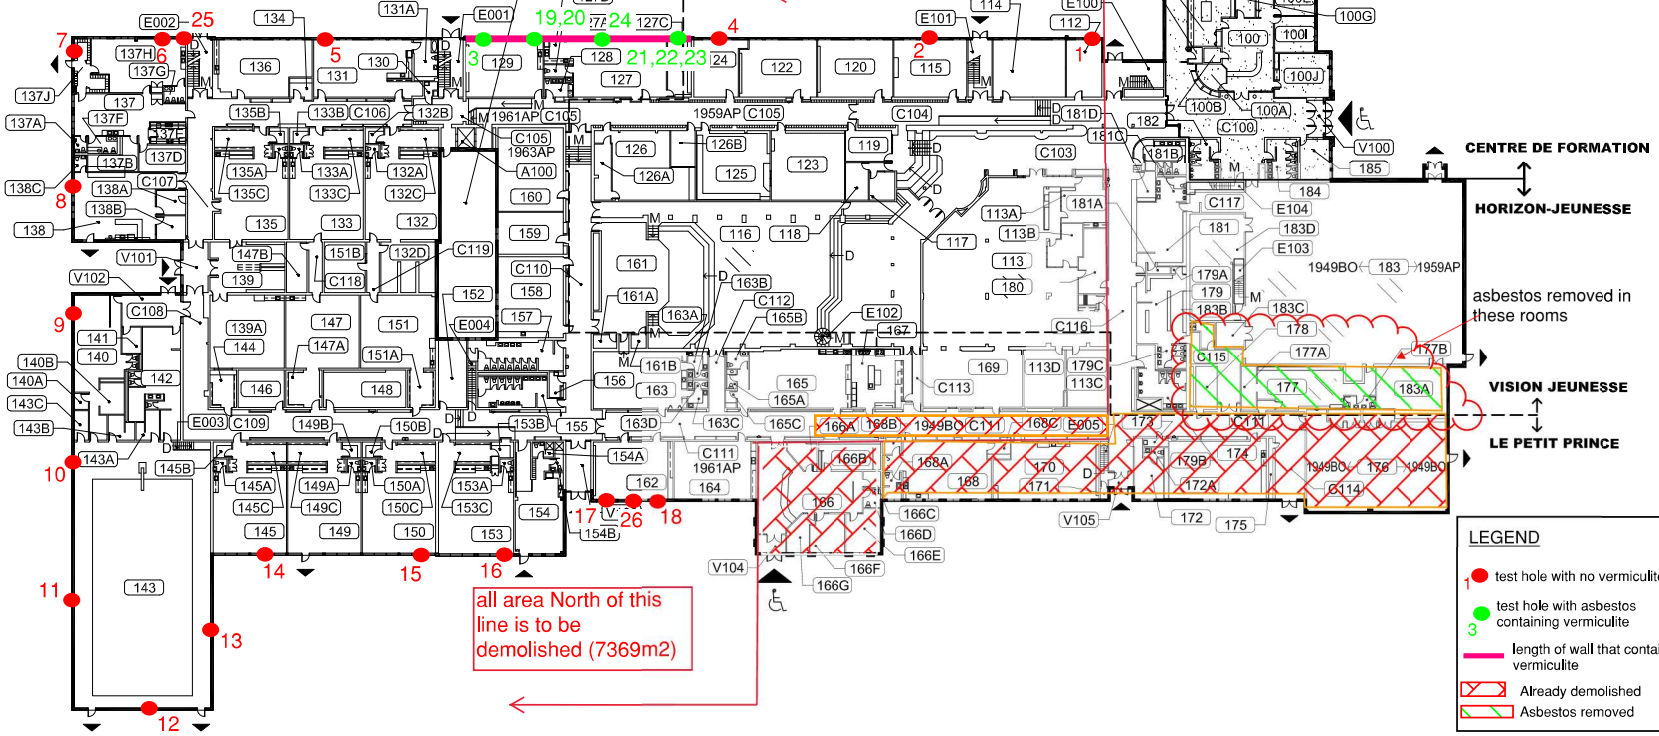 134
131A
E001
19,20
127A
24
127C
E101
114
E100
112
100G
100
100I
100J
7
E002
25
6
5
3
21,22,23
4
124
2
1
137H
137G
137J
136
131
130
129
128
127
122
120
115
137
137A
137F
137E
137D
137B
138C
138A
C107
138B
138
8
135B
133B
C106
132B
1961AP
C105
1959AP
C105
C104
181D
182
100B
100A
C100
V100
185
184
135A
135C
133A
133C
132A
132C
135
133
132
C105
1963AP
A100
160
159
126
126A
126B
125
123
119
C103
181C
181B
181A
C117
E104
CENTRE DE FORMATION
HORIZON-JEUNESSE
V101
V102
147B
139
151B
C118
132D
C119
C110
158
161
116
118
117
113A
113B
113
180
181
183D
E103
179A
179
183B
183C
1949BO
183
1959AP
asbestos removed in
these rooms
9
C108
141
140
140B
140A
142
143C
143B
143A
139A
144
147
147A
151
151A
146
148
152
E004
157
156
161A
163A
163B
C112
165B
E102
167
161B
163
165
165A
C113
169
113D
179C
113C
C116
C115
178
177A
177
177B
183A
VISION JEUNESSE
LE PETIT PRINCE
E003
C109
149B
150B
153B
155
163D
163C
165C
166A
168B
1949BO
C111
168C
E005
173
C111
10
145B
145A
145C
149A
149C
150A
150C
153A
153C
154A
154
154B
162
C111
1961AP
164
166B
168A
168
170
171
174
179B
172A
1949BO
176
1949BO
C114
145
149
150
153
14
15
16
17
26
18
166
166C
166D
166E
166F
166G
V104
V105
172
175
11
143
13
12
all area North of this
line is to be
demolished (7369m2)
LEGEND
1 test hole with no vermiculite
3 test hole with asbestos
containing vermiculite
length of wall that contai
vermiculite
Already demolished
Asbestos removed